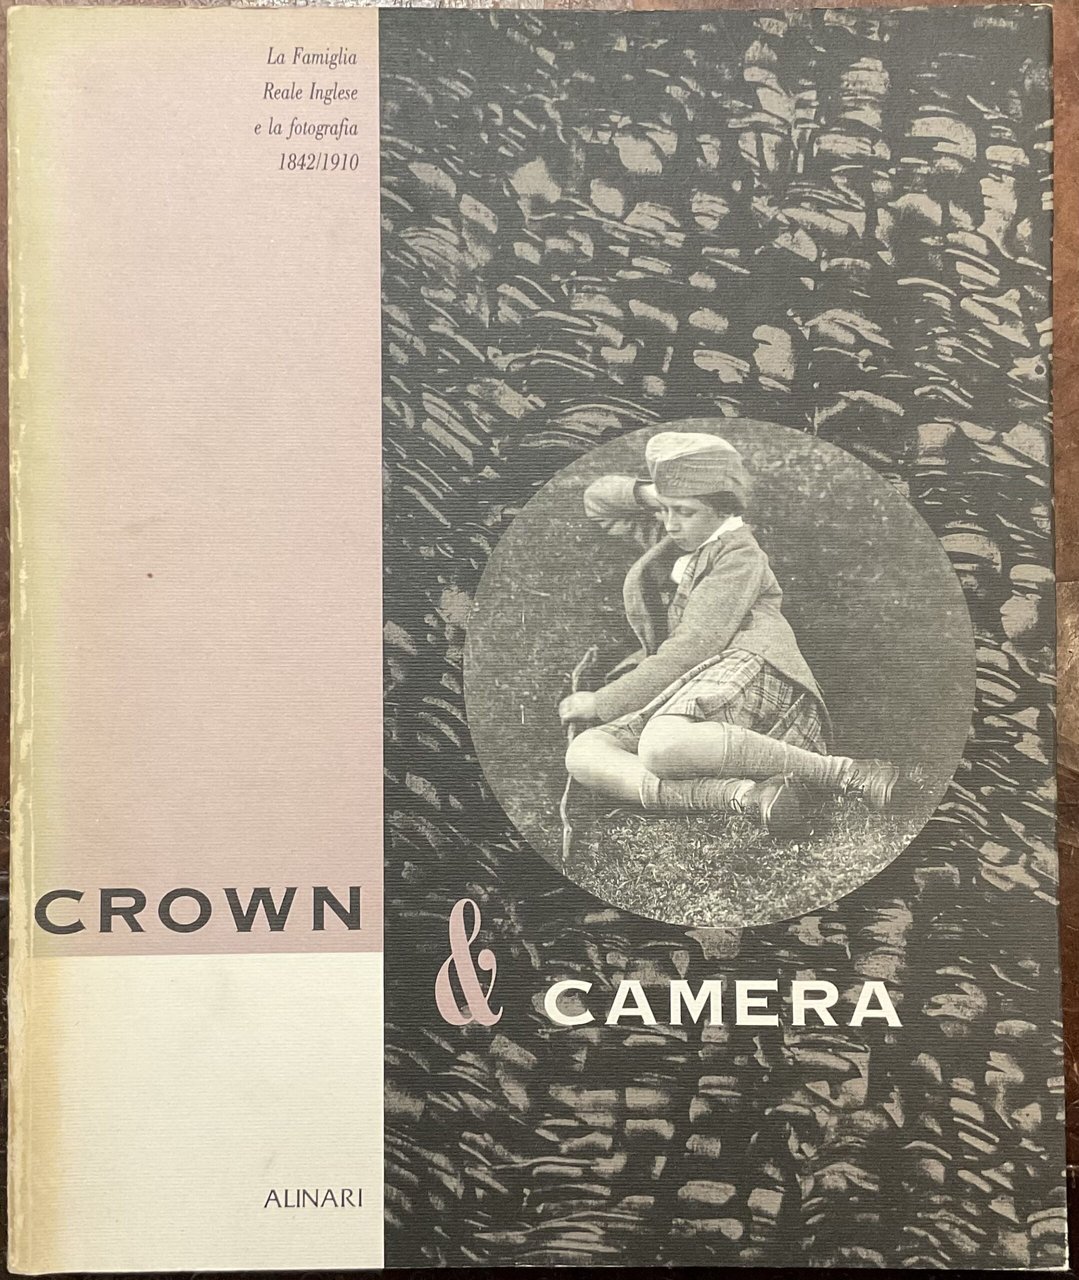 La Famiglia
Reale Inglese
e la fotografia
1842/1910
CROWN
& CAMERA
ALINARI